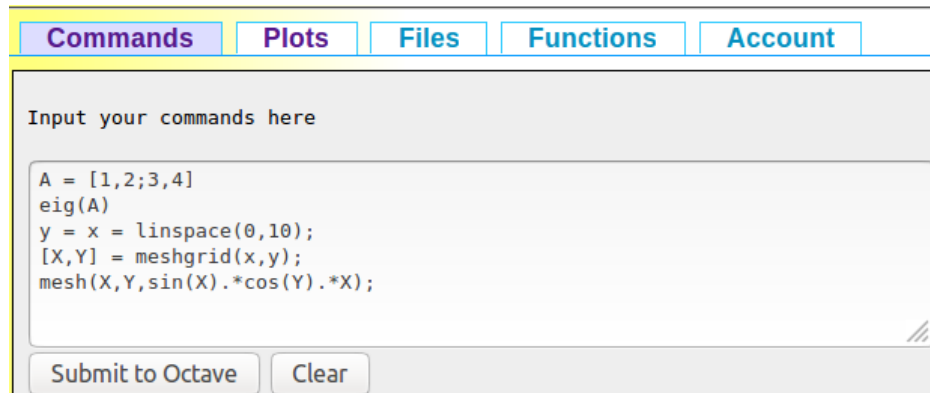 Commands Plots Files Functions Account
Input your commands here
A = [1,2;3,4]
eig(A)
y = x = linspace(0,10);
[X,Y] = meshgrid(x,y);
mesh(X,Y,sin(X).*cos(Y).*X);
Submit to Octave Clear